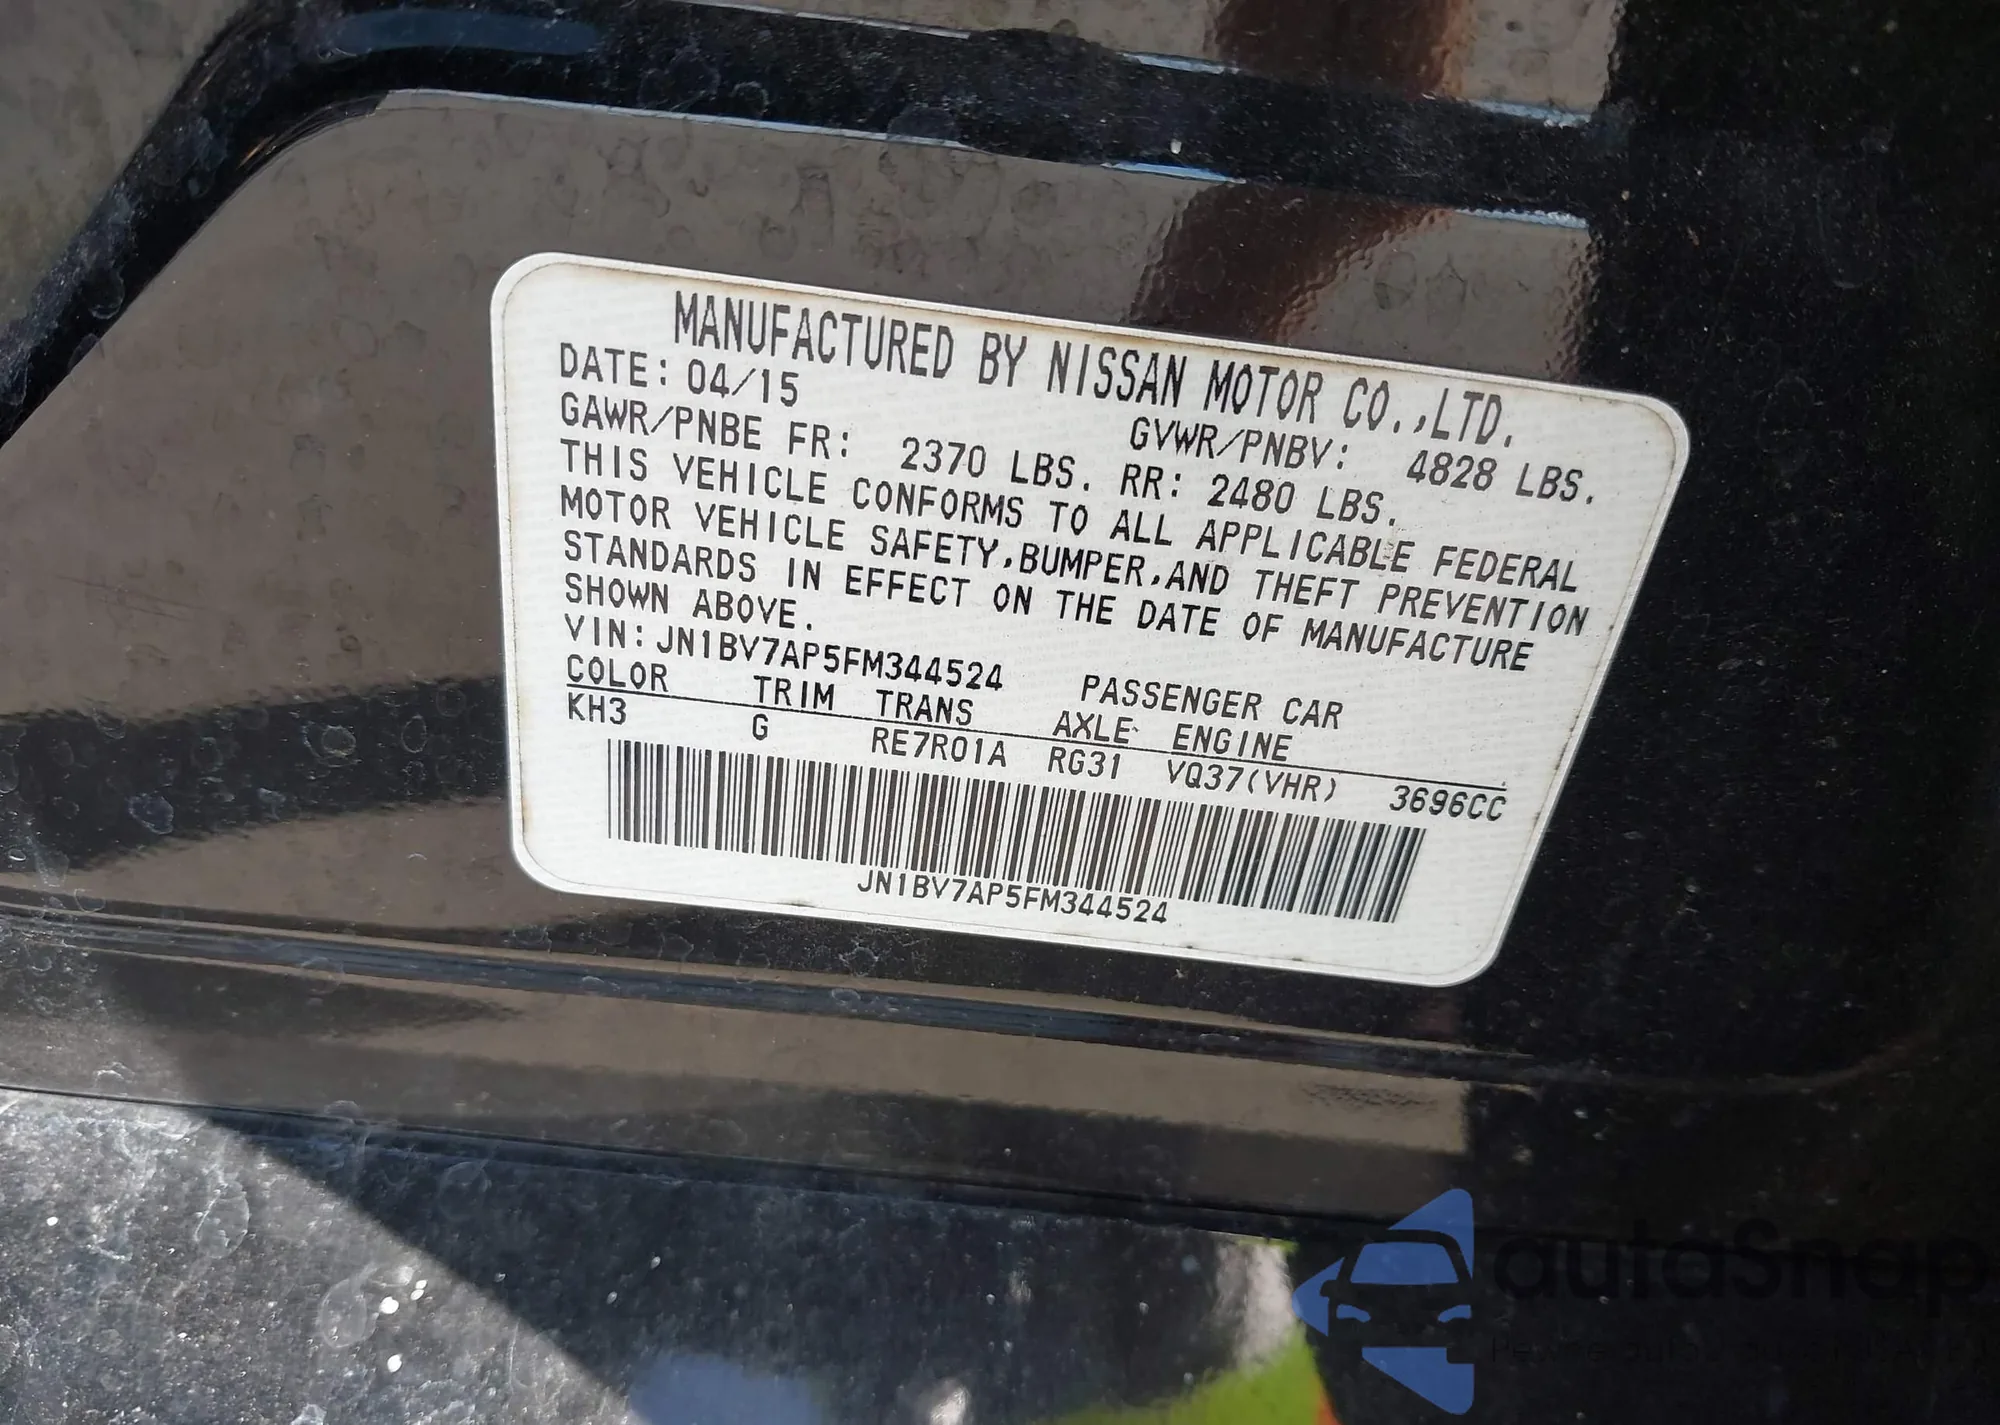 MANUFACTURED BY NISSAN MOTOR CO.,LTD.
DATE: 04/15 GVWR/PNBV: 4828 LBS.
GAWR/PNBE FR: 2370 LBS. RR: 2480 LBS.
THIS VEHICLE CONFORMS TO ALL APPLICABLE FEDERAL
MOTOR VEHICLE SAFETY,BUMPER,AND THEFT PREVENTION
STANDARDS IN EFFECT ON THE DATE OF MANUFACTURE
SHOWN ABOVE.
VIN:JN1BV7AP5FM344524 PASSENGER CAR
COLOR TRIM TRANS AXLE ENGINE
KH3 G RE7R01A RG31 VQ37(VHR) 3696CC
JN1BV7AP5FM344524
autoSnap